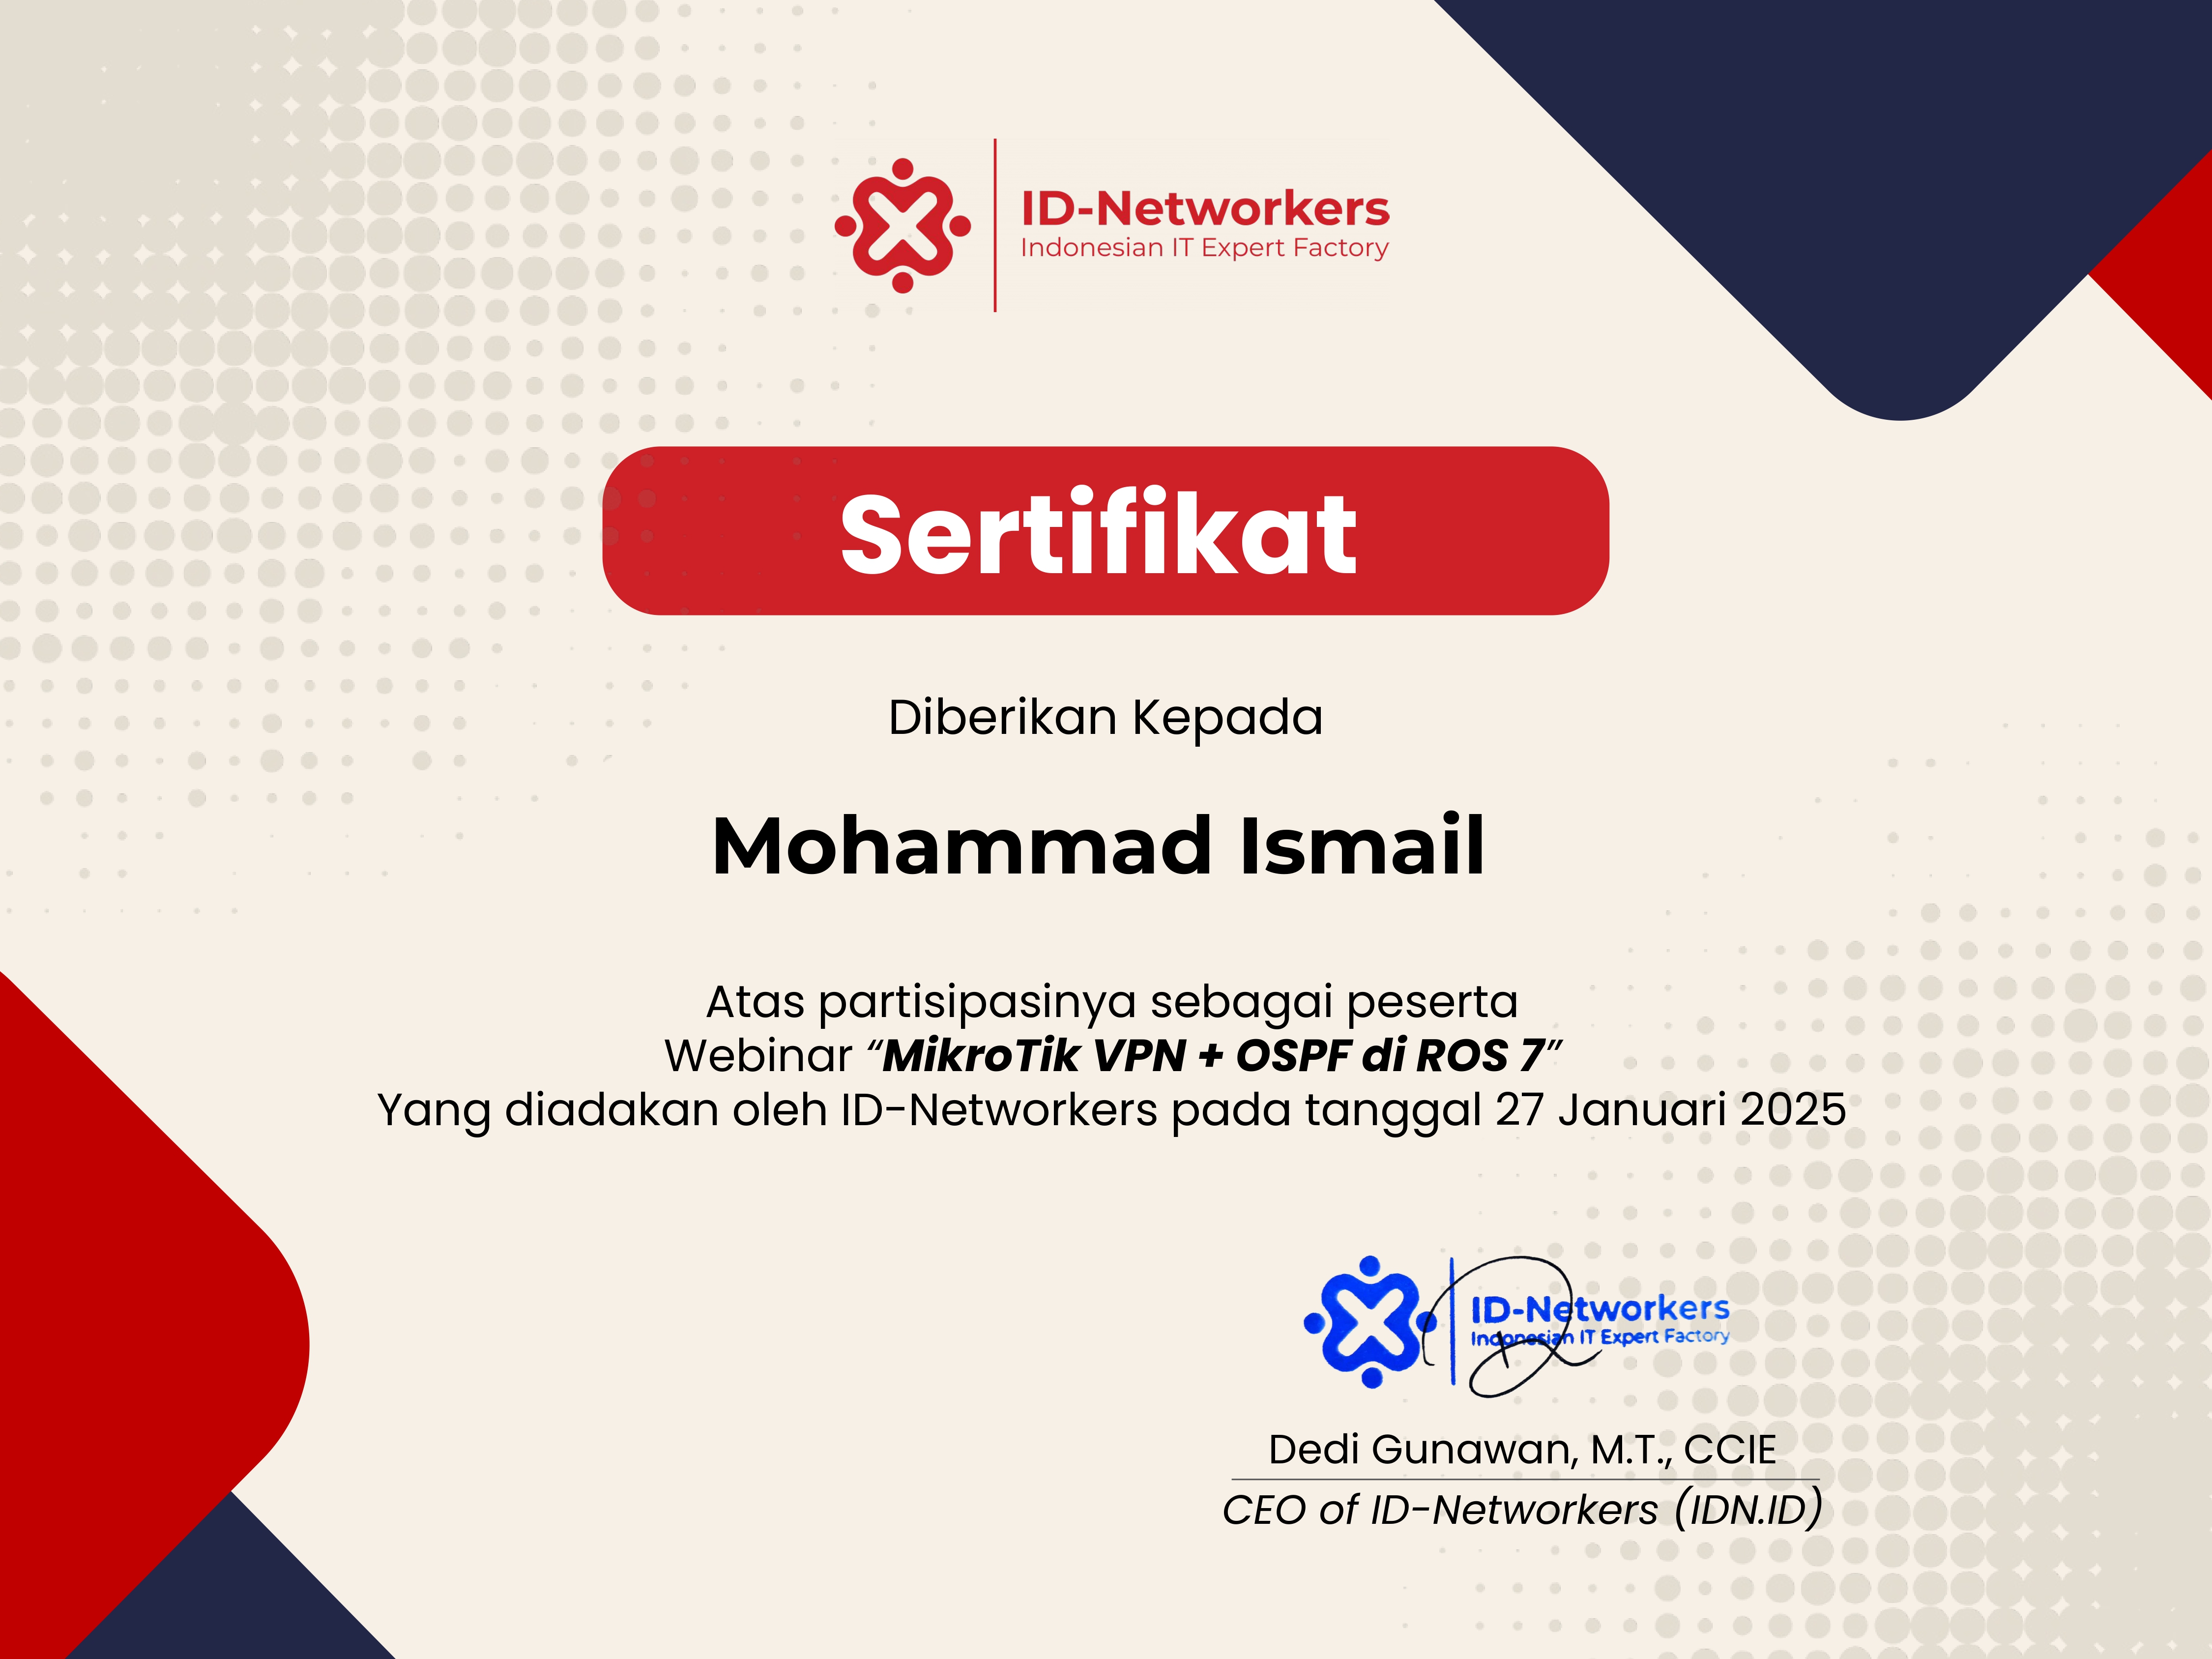 ID-Networkers
Indonesian IT Expert Factory
Sertifikat
Diberikan Kepada
Mohammad Ismail
Atas partisipasinya sebagai peserta
Webinar “MikroTik VPN + OSPF di ROS 7”
Yang diadakan oleh ID-Networkers pada tanggal 27 Januari 2025
ID-Networkers
Indonesian IT Expert Factory
Dedi Gunawan, M.T., CCIE
CEO of ID-Networkers (IDN.ID)